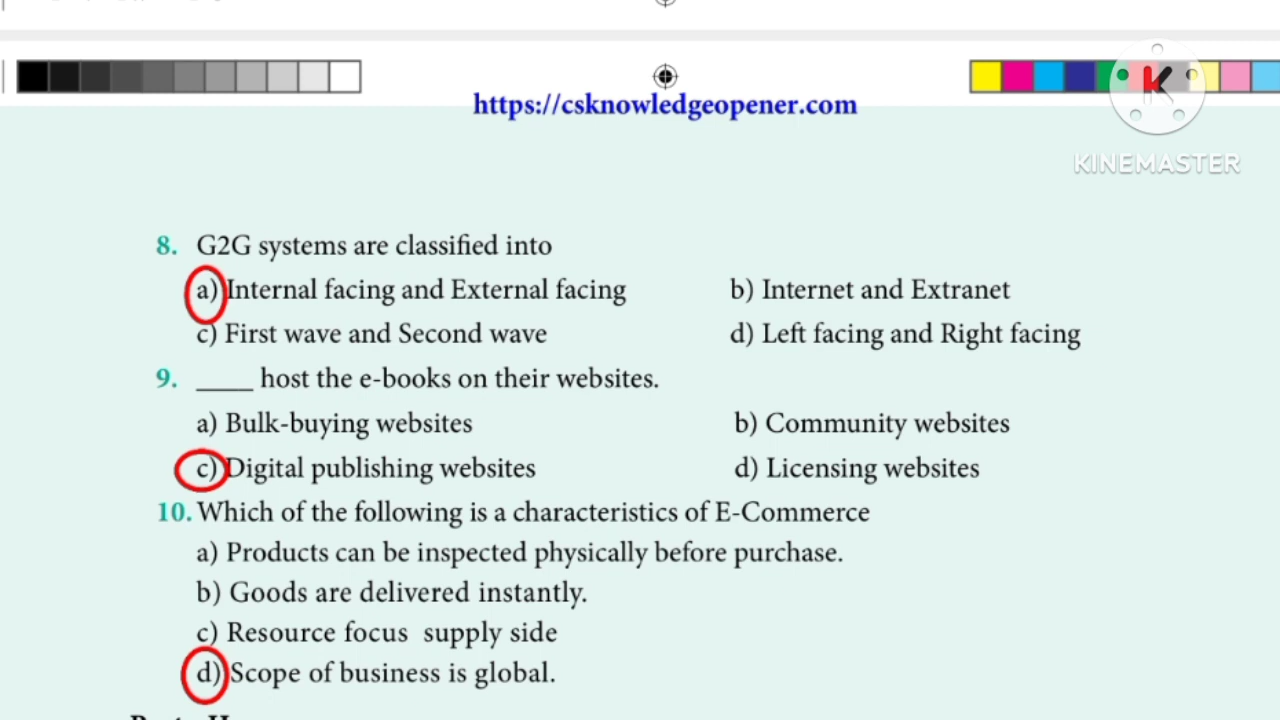 https://csknowledgeopener.com
KINEMASTER
8. G2G systems are classified into
a) Internal facing and External facing b) Internet and Extranet
c) First wave and Second wave d) Left facing and Right facing
9. ____ host the e-books on their websites.
a) Bulk-buying websites b) Community websites
c) Digital publishing websites d) Licensing websites
10. Which of the following is a characteristics of E-Commerce
a) Products can be inspected physically before purchase.
b) Goods are delivered instantly.
c) Resource focus supply side
d) Scope of business is global.